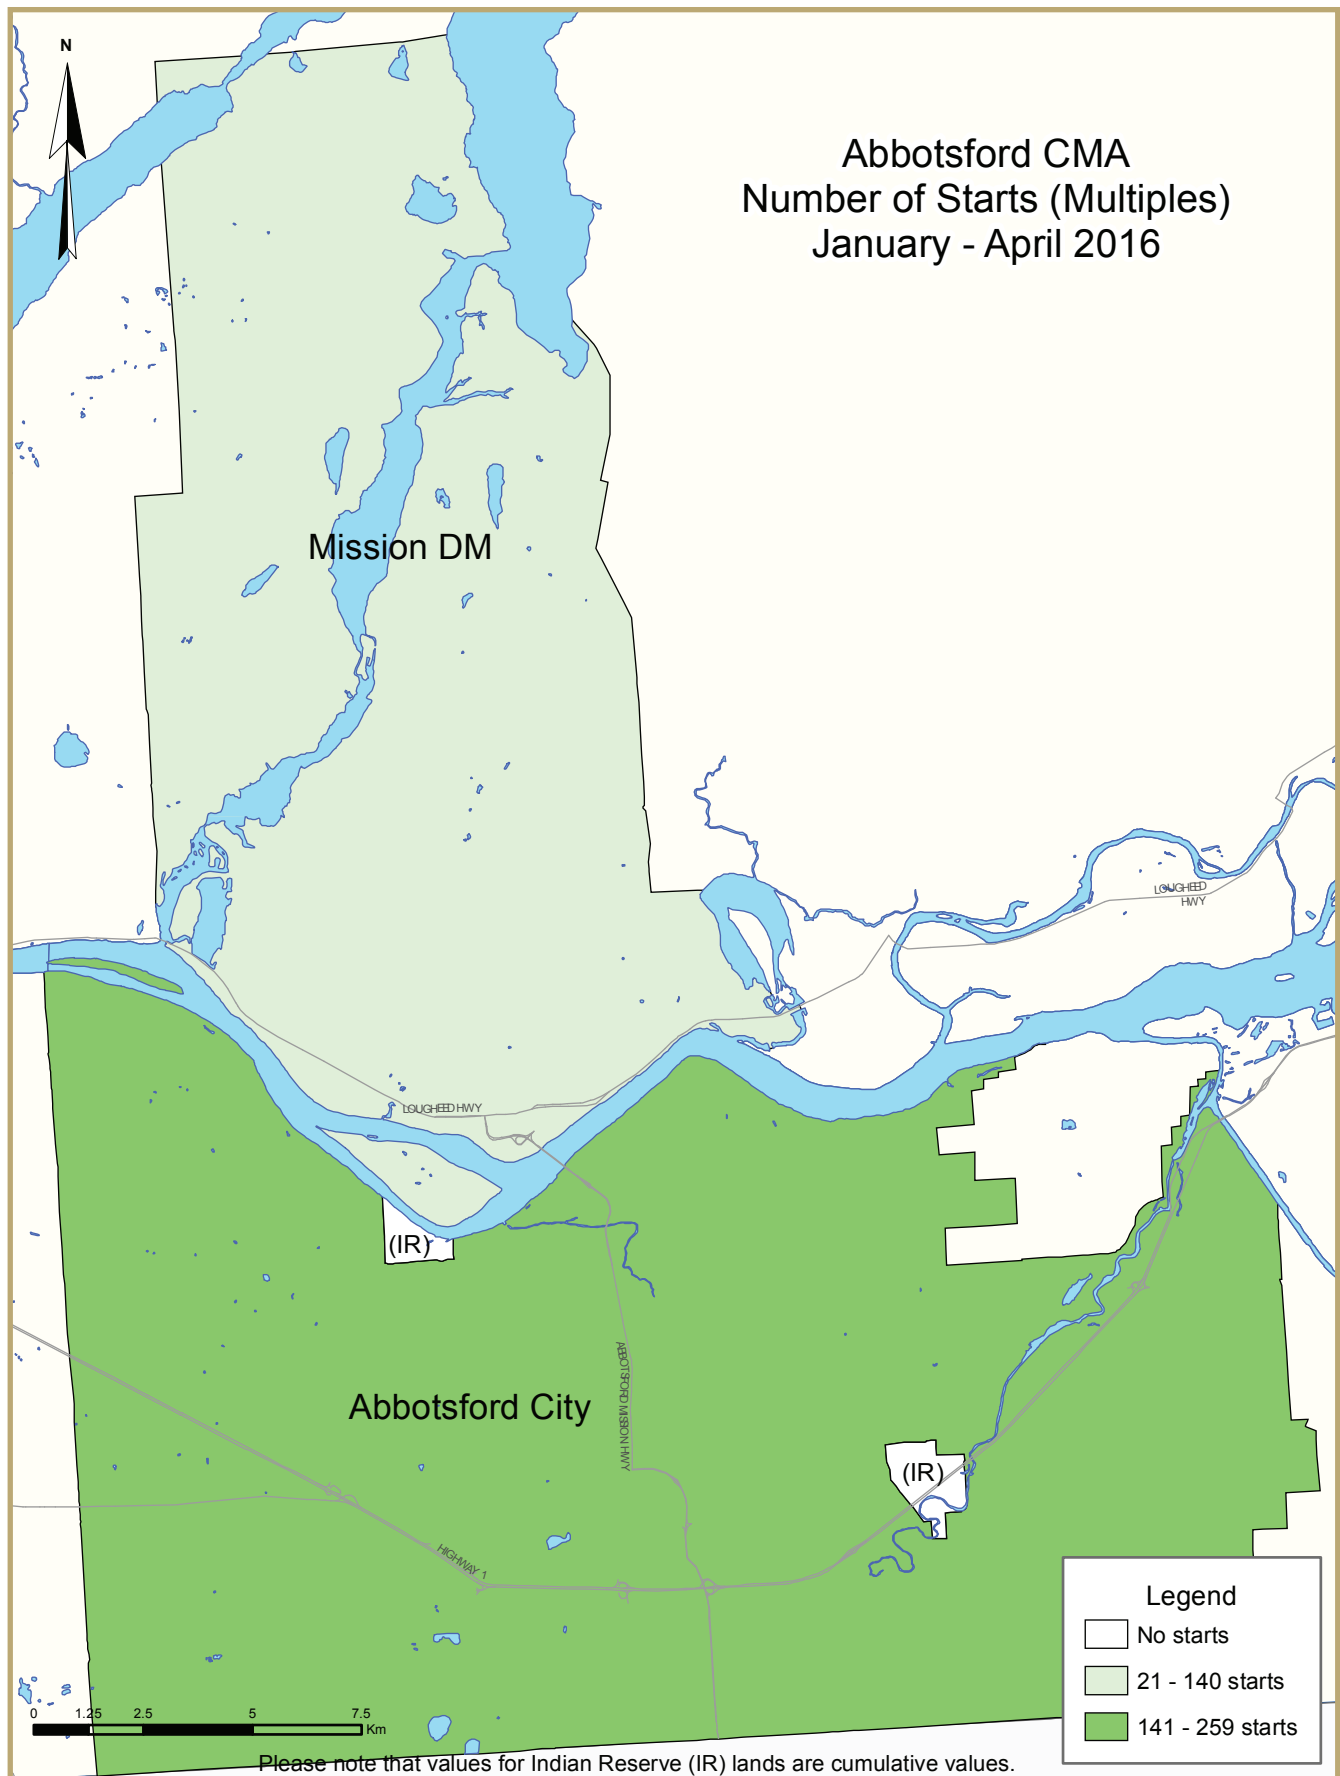 N
Abbotsford CMA
Number of Starts (Multiples)
January - April 2016
Mission DM
LOUGHEED
HWY
LOUGHEED HWY
(IR)
ABBOTSFORD MISSION HWY
Abbotsford City
(IR)
HIGHWAY 1
Legend
No starts
21 - 140 starts
141 - 259 starts
0 1.25 2.5 5 7.5
Km
Please note that values for Indian Reserve (IR) lands are cumulative values.